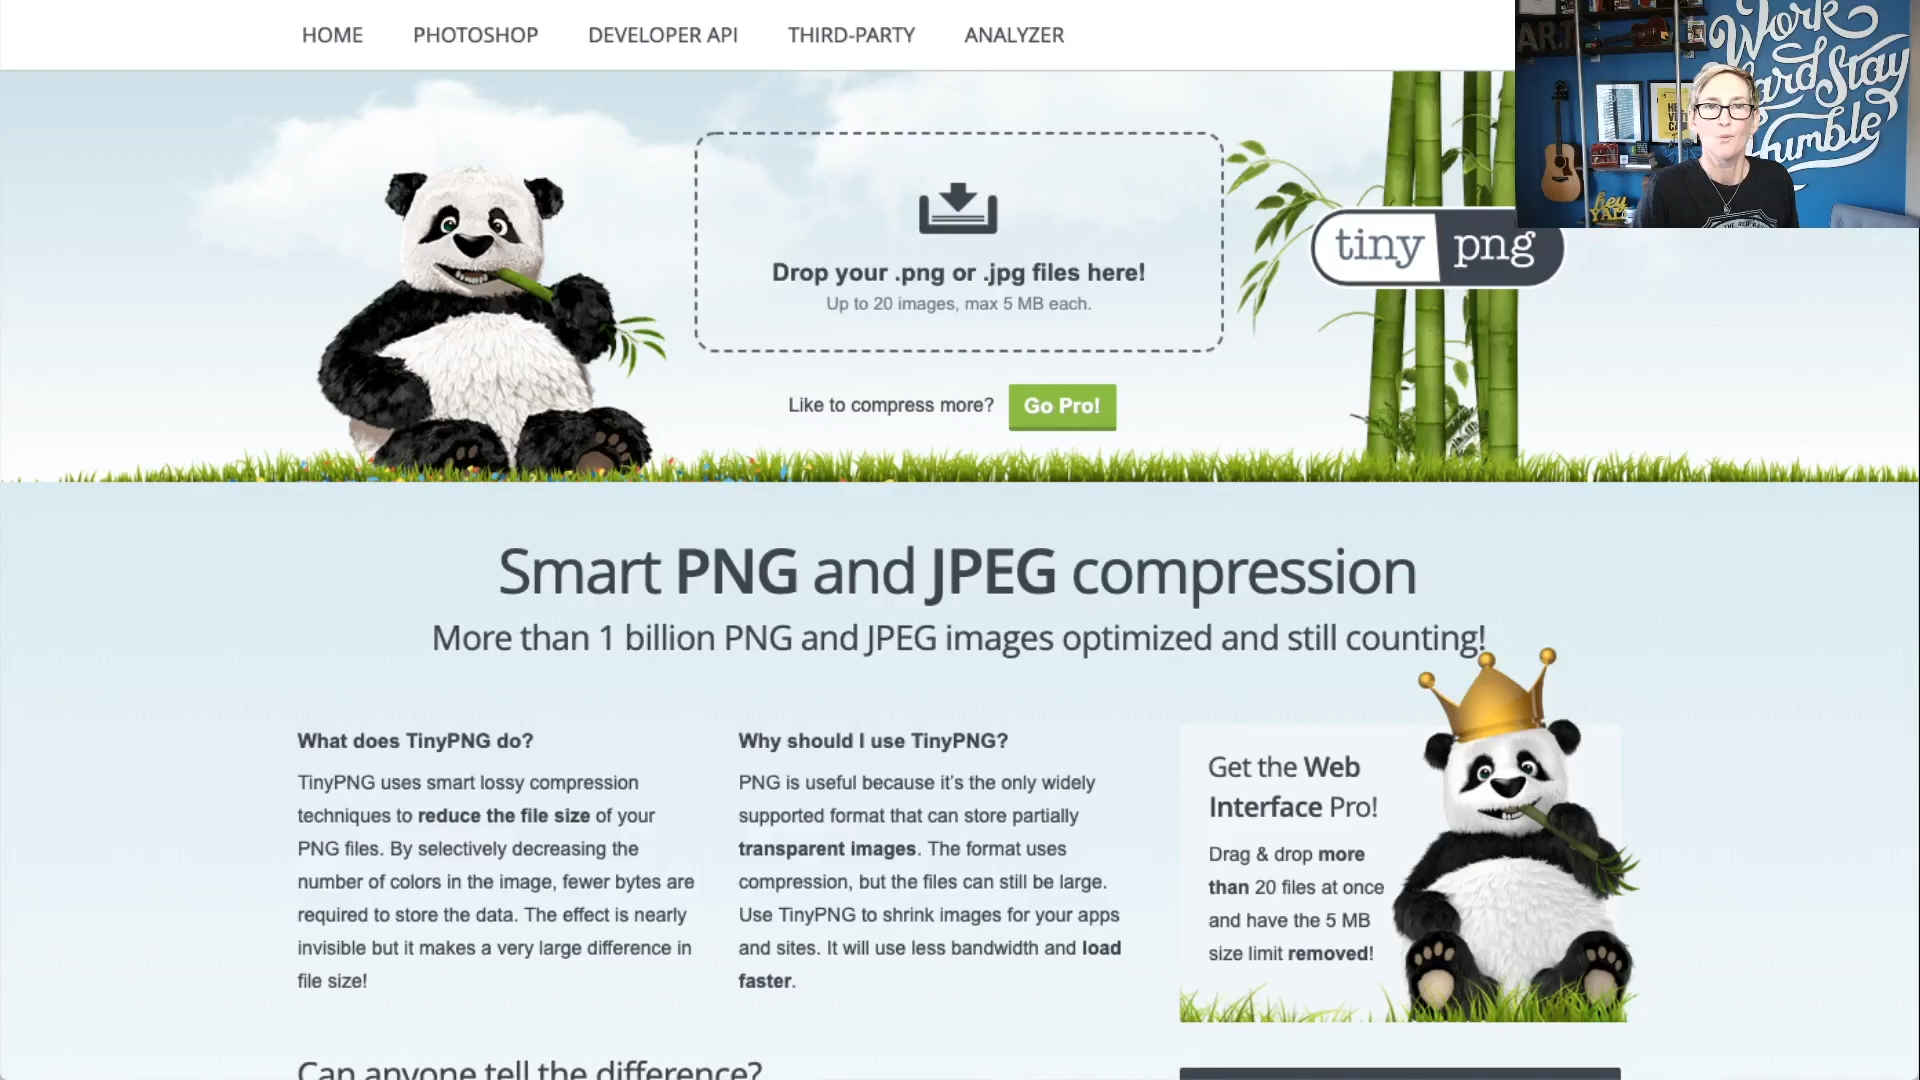 HOME PHOTOSHOP DEVELOPER API THIRD-PARTY ANALYZER
ART
Work
Hard Stay
Humble
hey
Drop your .png or .jpg files here!
Up to 20 images, max 5 MB each.
tiny png
Like to compress more? Go Pro!
Smart PNG and JPEG compression
More than 1 billion PNG and JPEG images optimized and still counting!
What does TinyPNG do?
TinyPNG uses smart lossy compression
techniques to reduce the file size of your
PNG files. By selectively decreasing the
number of colors in the image, fewer bytes are
required to store the data. The effect is nearly
invisible but it makes a very large difference in
file size!
Why should I use TinyPNG?
PNG is useful because it's the only widely
supported format that can store partially
transparent images. The format uses
compression, but the files can still be large.
Use TinyPNG to shrink images for your apps
and sites. It will use less bandwidth and load
faster.
Get the Web
Interface Pro!
Drag & drop more
than 20 files at once
and have the 5 MB
size limit removed!
Can anyone tell the difference?